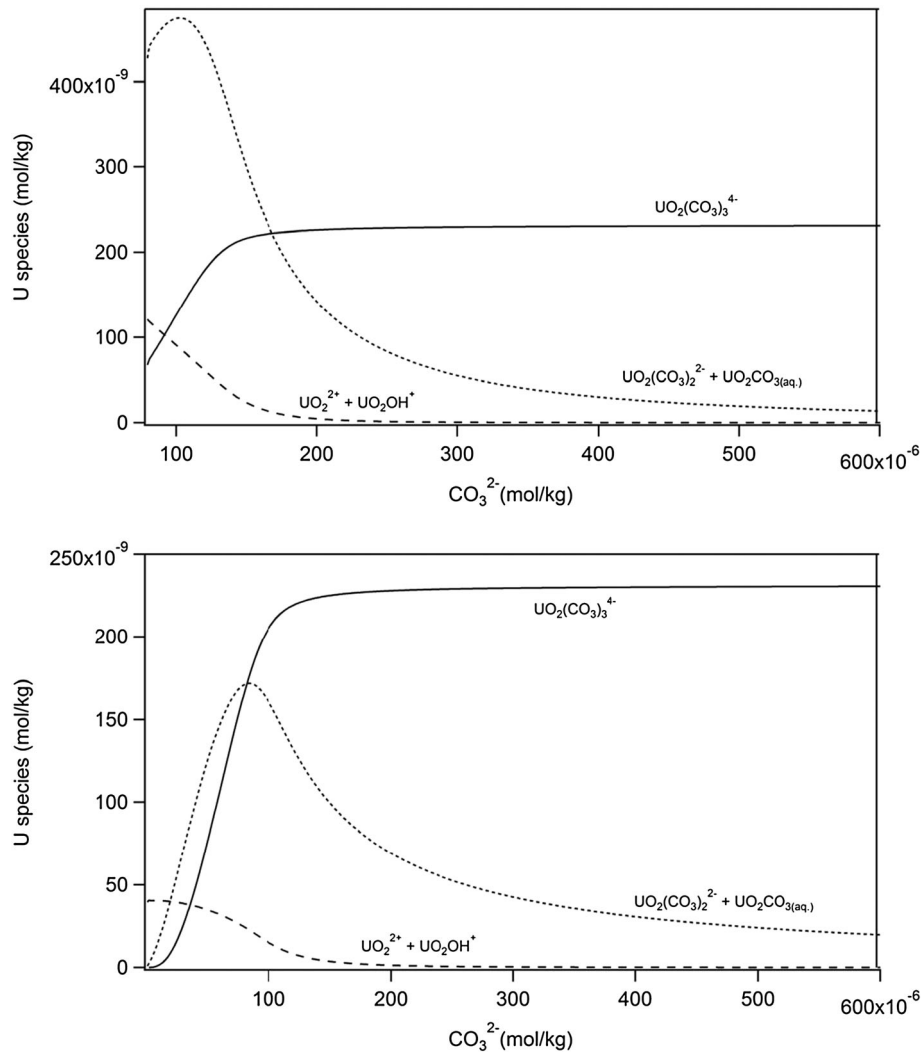 400x10⁻⁹
300
200
100
0
U species (mol/kg)
UO₂(CO₃)₃⁴⁻
UO₂(CO₃)₂²⁻ + UO₂CO₃(aq.)
UO₂²⁺ + UO₂OH⁺
100 200 300 400 500 600x10⁻⁶
CO₃²⁻(mol/kg)
250x10⁻⁹
200
150
100
50
0
U species (mol/kg)
UO₂(CO₃)₃⁴⁻
UO₂(CO₃)₂²⁻ + UO₂CO₃(aq.)
UO₂²⁺ + UO₂OH⁺
100 200 300 400 500 600x10⁻⁶
CO₃²⁻(mol/kg)